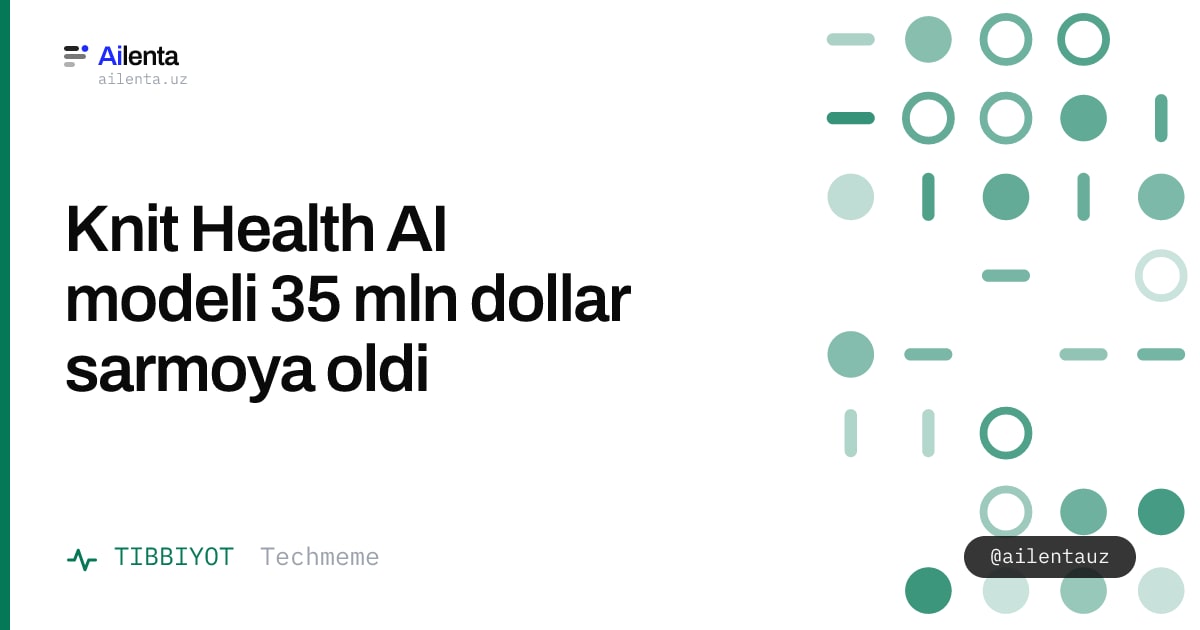 Ailenta
ailenta.uz
Knit Health AI
modeli 35 mln dollar
sarmoya oldi
TIBBIYOT Techmeme
@ailentauz